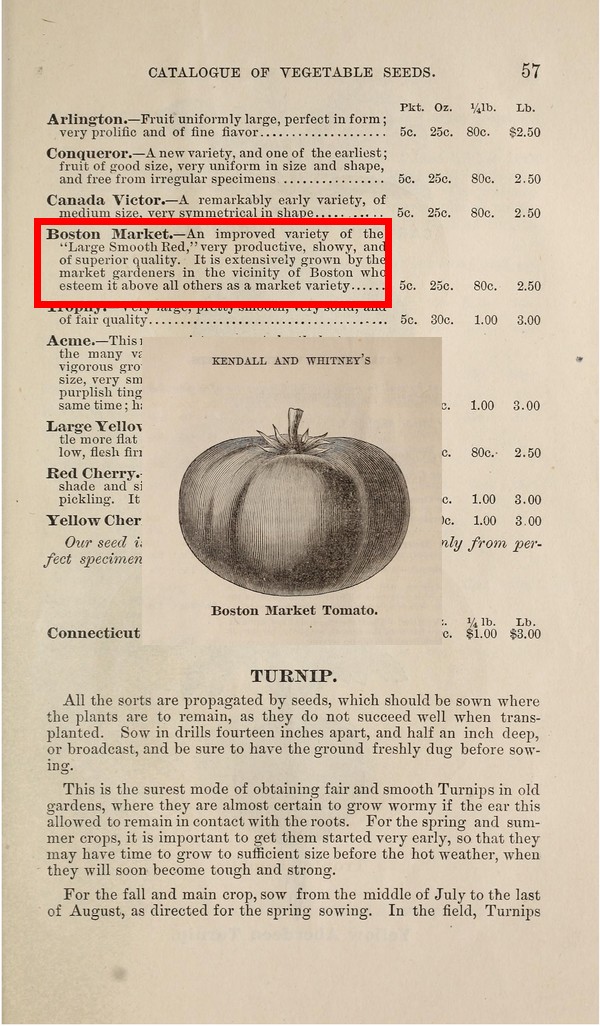 CATALOGUE OF VEGETABLE SEEDS. 57
Pkt. Oz. ¼lb. Lb.
Arlington.—Fruit uniformly large, perfect in form;
very prolific and of fine flavor................... 5c. 25c. 80c. $2.50
Conqueror.—A new variety, and one of the earliest;
fruit of good size, very uniform in size and shape,
and free from irregular specimens ............... 5c. 25c. 80c. 2.50
Canada Victor.—A remarkably early variety, of
medium size, very symmetrical in shape........... 5c. 25c. 80c. 2.50
Boston Market.—An improved variety of the
"Large Smooth Red," very productive, showy, and
of superior quality. It is extensively grown by the
market gardeners in the vicinity of Boston who
esteem it above all others as a market variety...... 5c. 25c. 80c. 2.50
Trophy.—Very large, pretty smooth, very solid, and
of fair quality.................................... 5c. 30c. 1.00 3.00
Acme.—This
the many
vigorous
size, very
purplish
same time; 1.00 3.00
Large
tle more flat
low, flesh 80c. 2.50
Red Cherry.
shade and
pickling. It 1.00 3.00
Yellow 1.00 3.00
Our seed only from per-
fect
KENDALL AND WHITNEY'S
Boston Market Tomato.
¼ lb. Lb.
Connecticut $1.00 $3.00
TURNIP.
All the sorts are propagated by seeds, which should be sown where
the plants are to remain, as they do not succeed well when trans-
planted. Sow in drills fourteen inches apart, and half an inch deep,
or broadcast, and be sure to have the ground freshly dug before sow-
ing.
This is the surest mode of obtaining fair and smooth Turnips in old
gardens, where they are almost certain to grow wormy if the ear this
allowed to remain in contact with the roots. For the spring and sum-
mer crops, it is important to get them started very early, so that they
may have time to grow to sufficient size before the hot weather, when
they will soon become tough and strong.
For the fall and main crop, sow from the middle of July to the last
of August, as directed for the spring sowing. In the field, Turnips